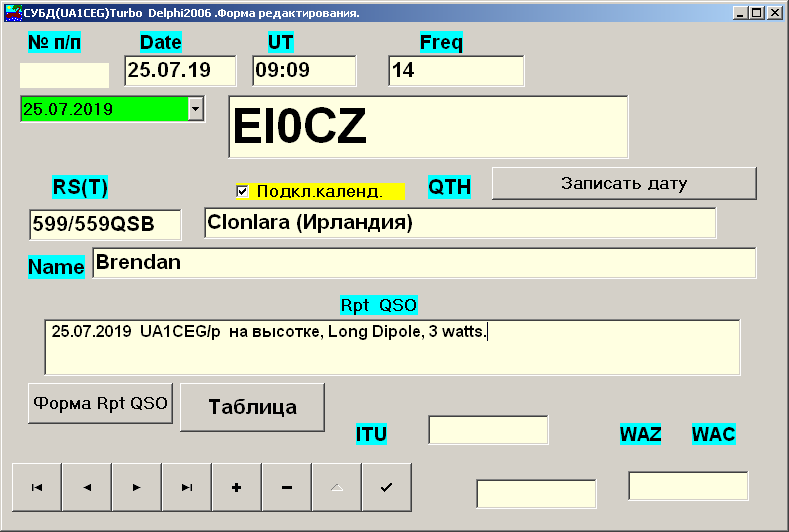 СУБД(UA1CEG)Turbo Delphi2006 .Форма редактирования.
№ п/п Date UT Freq
25.07.19 09:09 14
25.07.2019
EI0CZ
RS(T) Подкл.календ. QTH Записать дату
599/559QSB Clonlara (Ирландия)
Name Brendan
Rpt QSO
25.07.2019 UA1CEG/p на высотке, Long Dipole, 3 watts.
Форма Rpt QSO Таблица
ITU WAZ WAC